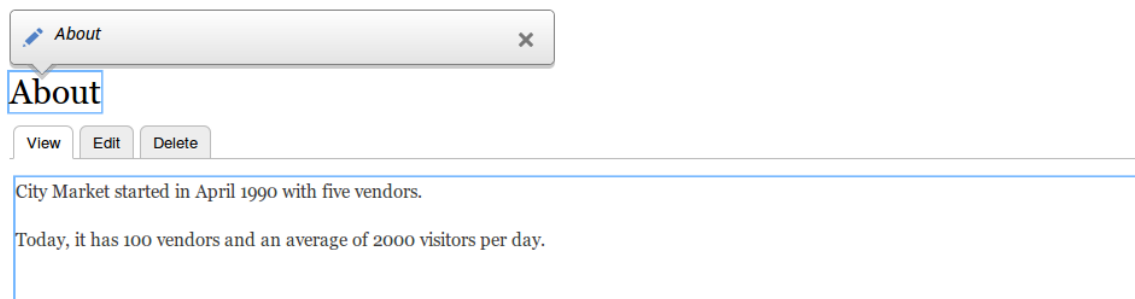 About
About
View Edit Delete
City Market started in April 1990 with five vendors.
Today, it has 100 vendors and an average of 2000 visitors per day.